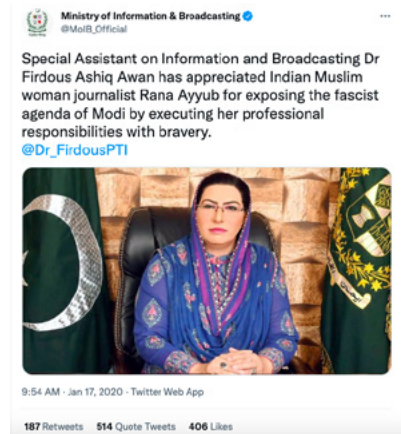 Ministry of Information & Broadcasting
@MoIB_Official
Special Assistant on Information and Broadcasting Dr
Firdous Ashiq Awan has appreciated Indian Muslim
woman journalist Rana Ayyub for exposing the fascist
agenda of Modi by executing her professional
responsibilities with bravery.
@Dr_FirdousPTI
9:54 AM · Jan 17, 2020 · Twitter Web App
187 Retweets 514 Quote Tweets 406 Likes